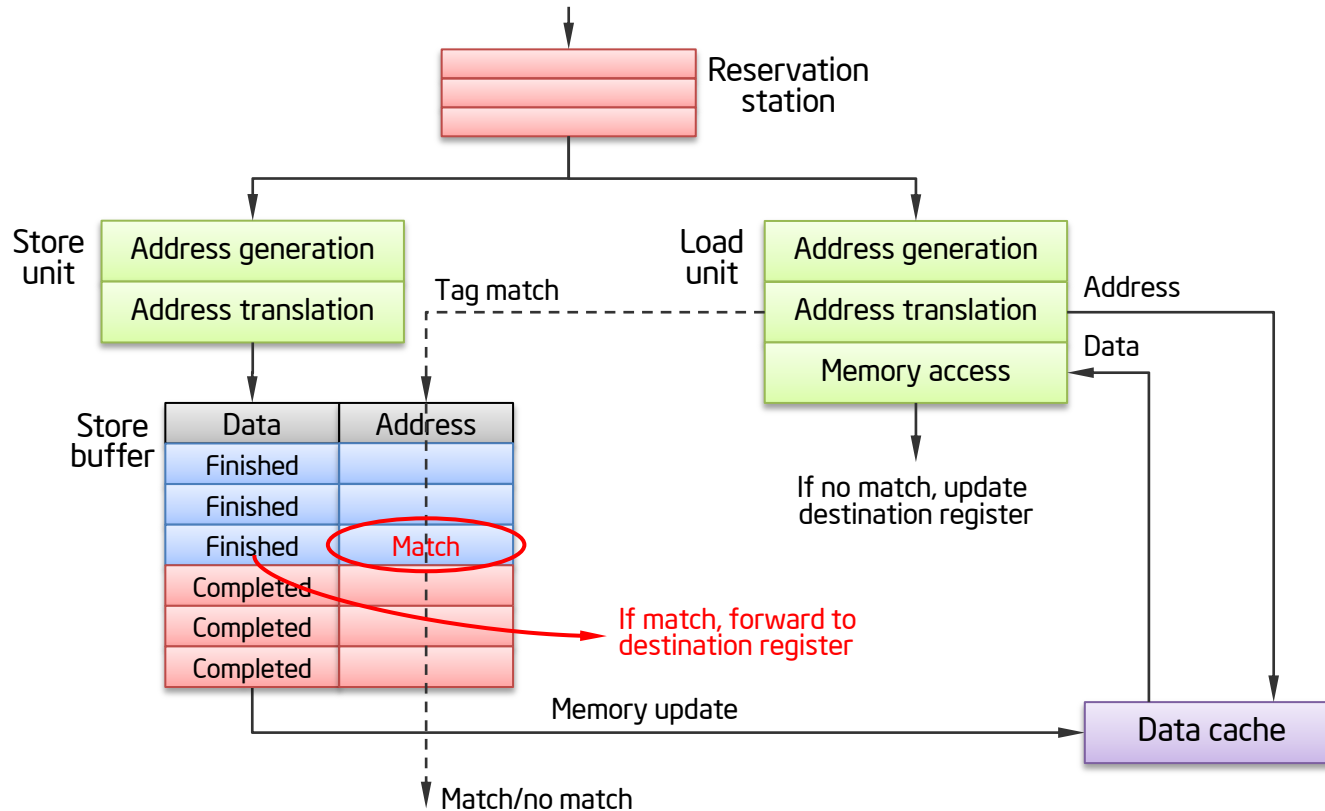 Reservation
station
Store
unit
Address generation
Address translation
Load
unit
Address generation
Address translation
Memory access
Tag match
Address
Data
Store
buffer
Data
Address
Finished
Finished
Finished
Match
Completed
Completed
Completed
If no match, update
destination register
If match, forward to
destination register
Memory update
Data cache
Match/no match